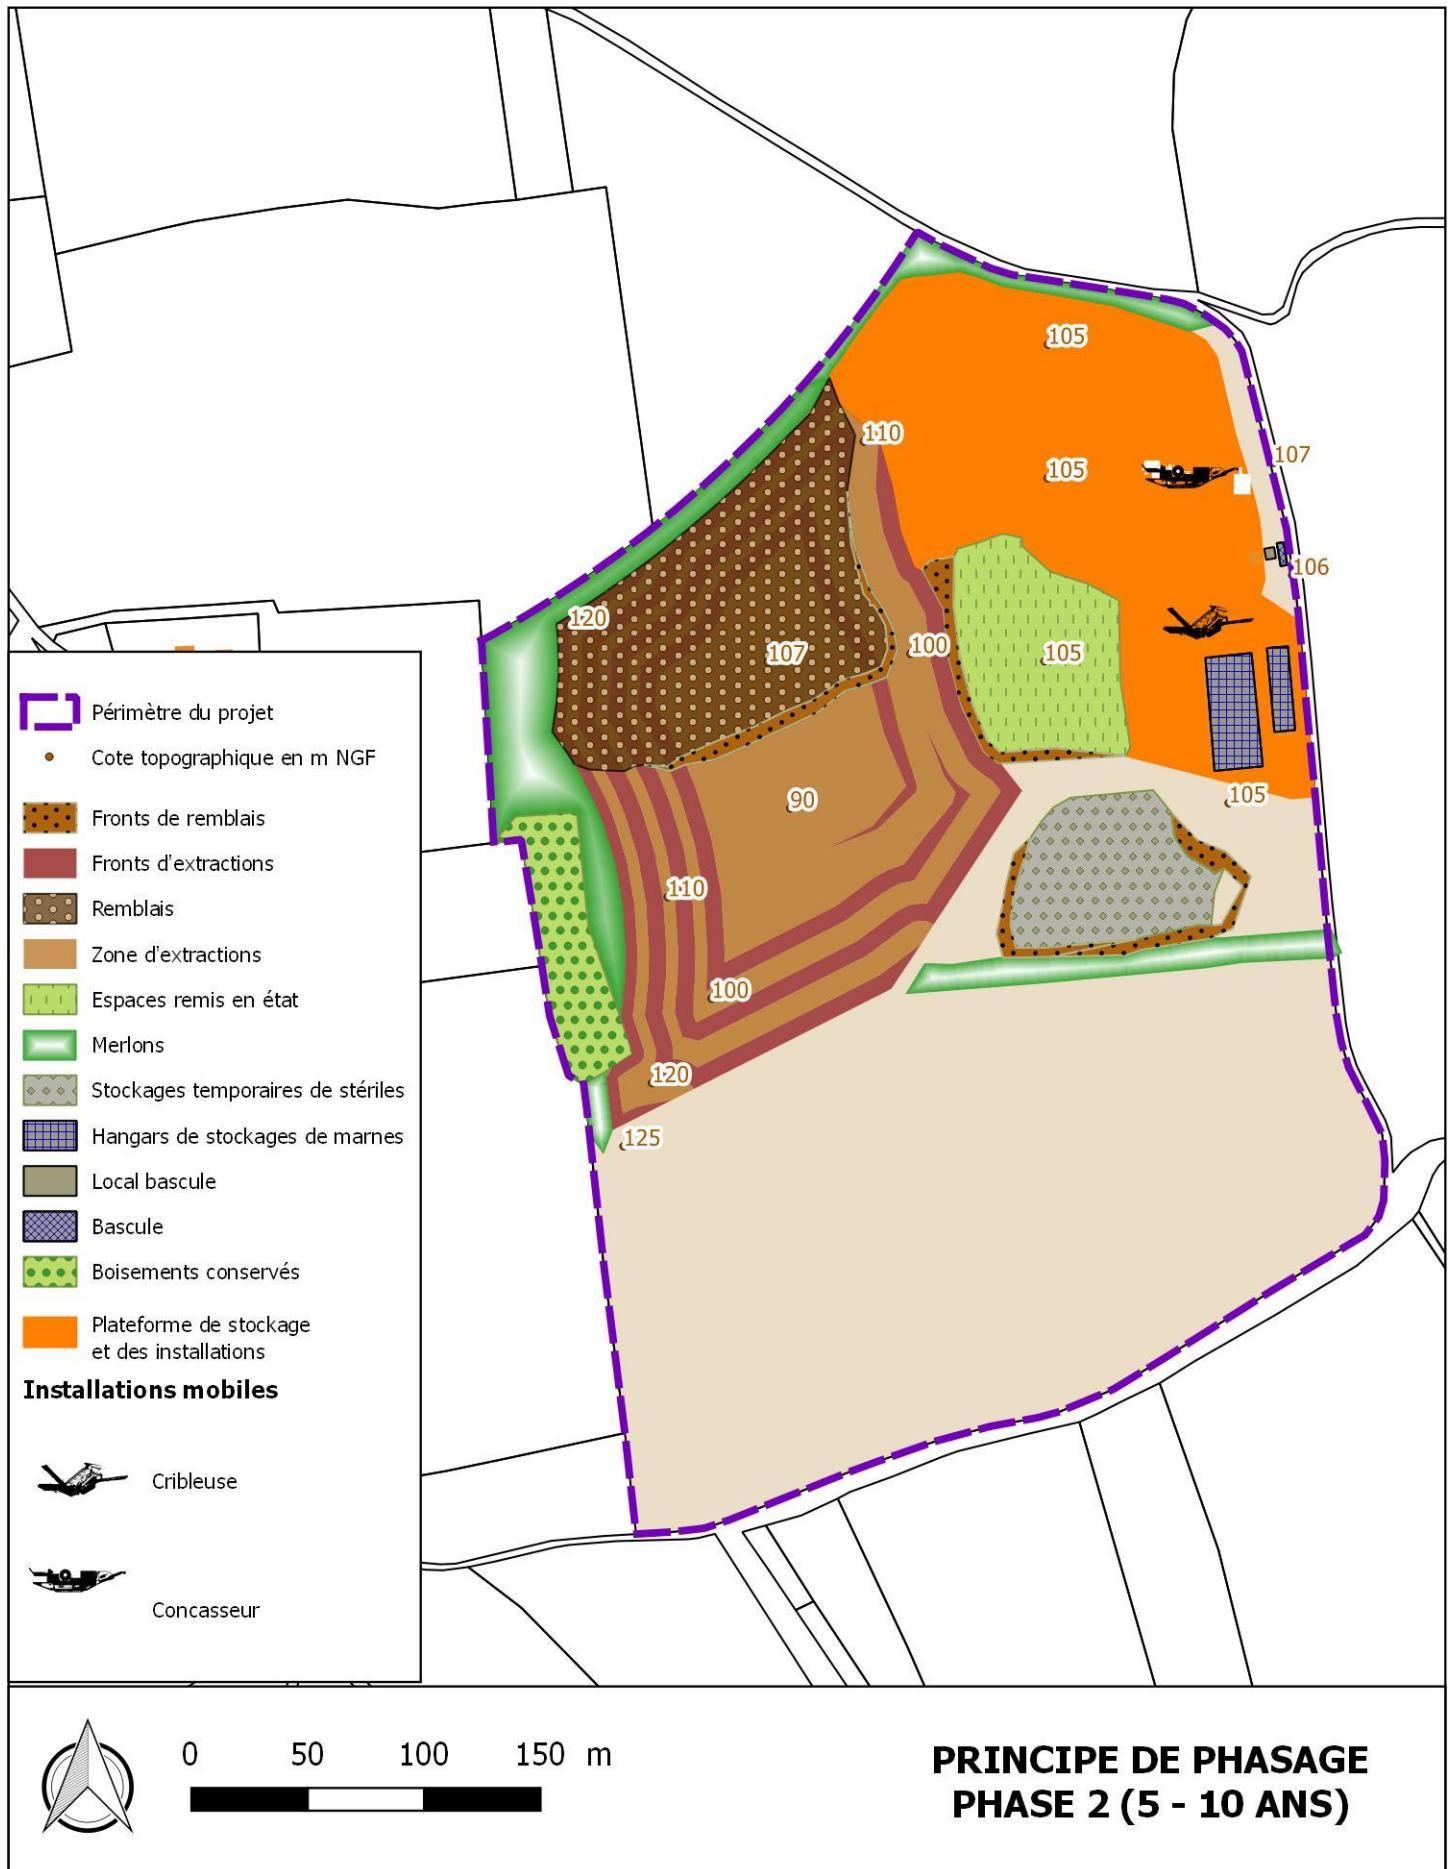 105
110
105
107
106
120
107
100
105
90
105
110
100
120
125
Périmètre du projet
Cote topographique en m NGF
Fronts de remblais
Fronts d'extractions
Remblais
Zone d'extractions
Espaces remis en état
Merlons
Stockages temporaires de stériles
Hangars de stockages de marnes
Local bascule
Bascule
Boisements conservés
Plateforme de stockage
et des installations
Installations mobiles
Cribleuse
Concasseur
0 50 100 150 m
PRINCIPE DE PHASAGE
PHASE 2 (5 - 10 ANS)